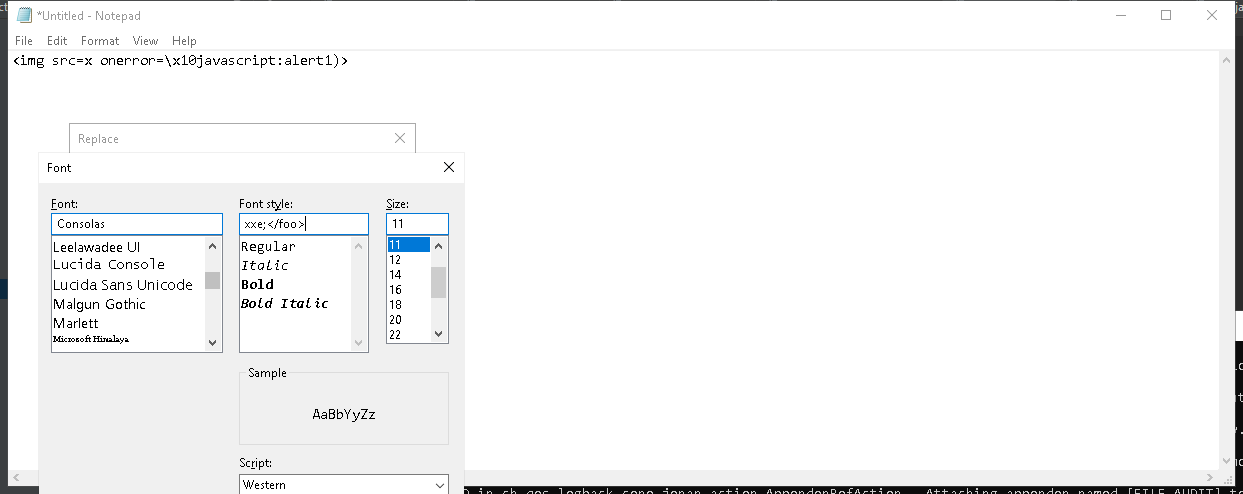 *Untitled - Notepad
File Edit Format View Help
<img src=x onerror=\x10javascript:alert1)>
Replace
Font
Font: Font style: Size:
Consolas xxe;</foo> 11
Leelawadee UI Regular 11
Lucida Console Italic 12
Lucida Sans Unicode Bold 14
Malgun Gothic Bold Italic 16
Marlett 18
Microsoft Himalaya 20
22
Sample
AaBbYyZz
Script:
Western